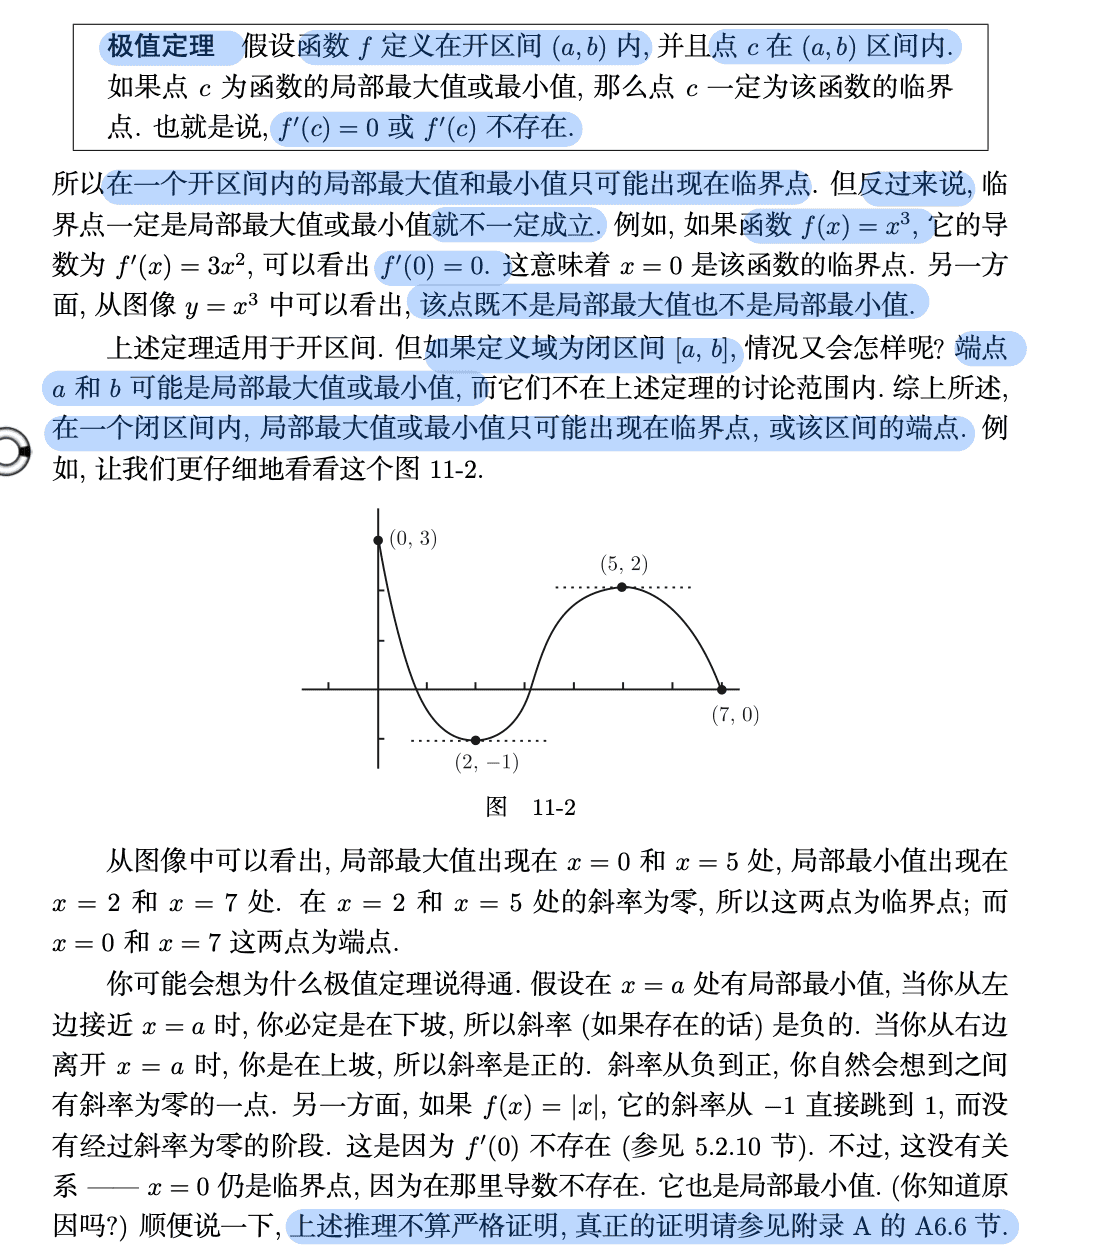 极值定理 假设函数 f 定义在开区间 (a, b) 内, 并且点 c 在 (a, b) 区间内.
如果点 c 为函数的局部最大值或最小值, 那么点 c 一定为该函数的临界
点. 也就是说, f′(c) = 0 或 f′(c) 不存在.
所以在一个开区间内的局部最大值和最小值只可能出现在临界点. 但反过来说, 临
界点一定是局部最大值或最小值就不一定成立. 例如, 如果函数 f(x) = x³, 它的导
数为 f′(x) = 3x², 可以看出 f′(0) = 0. 这意味着 x = 0 是该函数的临界点. 另一方
面, 从图像 y = x³ 中可以看出, 该点既不是局部最大值也不是局部最小值.
上述定理适用于开区间. 但如果定义域为闭区间 [a, b], 情况又会怎样呢? 端点
a 和 b 可能是局部最大值或最小值, 而它们不在上述定理的讨论范围内. 综上所述,
在一个闭区间内, 局部最大值或最小值只可能出现在临界点, 或该区间的端点. 例
如, 让我们更仔细地看看这个图 11-2.
(0, 3)
(5, 2)
(7, 0)
(2, −1)
图 11-2
从图像中可以看出, 局部最大值出现在 x = 0 和 x = 5 处, 局部最小值出现在
x = 2 和 x = 7 处. 在 x = 2 和 x = 5 处的斜率为零, 所以这两点为临界点; 而
x = 0 和 x = 7 这两点为端点.
你可能会想为什么极值定理说得通. 假设在 x = a 处有局部最小值, 当你从左
边接近 x = a 时, 你必定是在下坡, 所以斜率 (如果存在的话) 是负的. 当你从右边
离开 x = a 时, 你是在上坡, 所以斜率是正的. 斜率从负到正, 你自然会想到之间
有斜率为零的一点. 另一方面, 如果 f(x) = |x|, 它的斜率从 −1 直接跳到 1, 而没
有经过斜率为零的阶段. 这是因为 f′(0) 不存在 (参见 5.2.10 节). 不过, 这没有关
系 —— x = 0 仍是临界点, 因为在那里导数不存在. 它也是局部最小值. (你知道原
因吗?) 顺便说一下, 上述推理不算严格证明, 真正的证明请参见附录 A 的 A6.6 节.